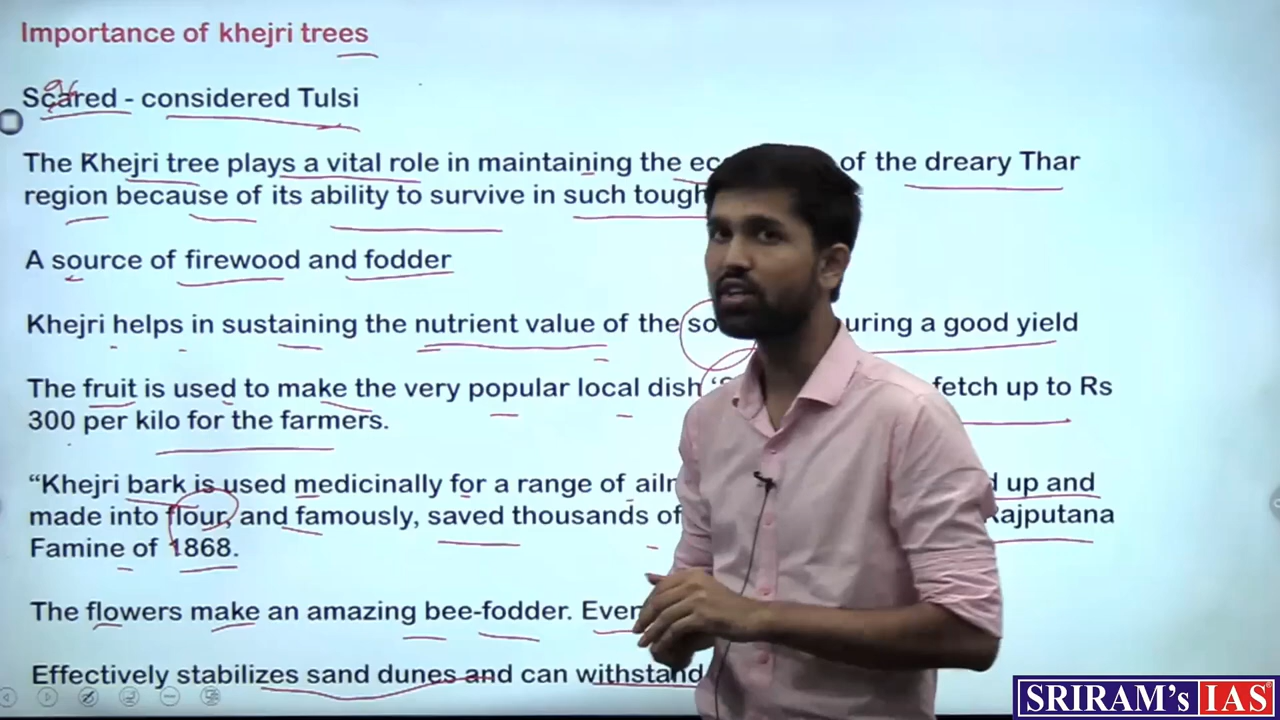 Importance of khejri trees
Scared - considered Tulsi
The Khejri tree plays a vital role in maintaining the of the dreary Thar
region because of its ability to survive in such tough
A source of firewood and fodder
Khejri helps in sustaining the nutrient value of the a good yield
The fruit is used to make the very popular local dish fetch up to Rs
300 per kilo for the farmers.
“Khejri bark is used medicinally for a range of up and
made into flour, and famously, saved thousands of Rajputana
Famine of 1868.
The flowers make an amazing bee-fodder.
Effectively stabilizes sand dunes and can withstand
SRIRAM's IAS